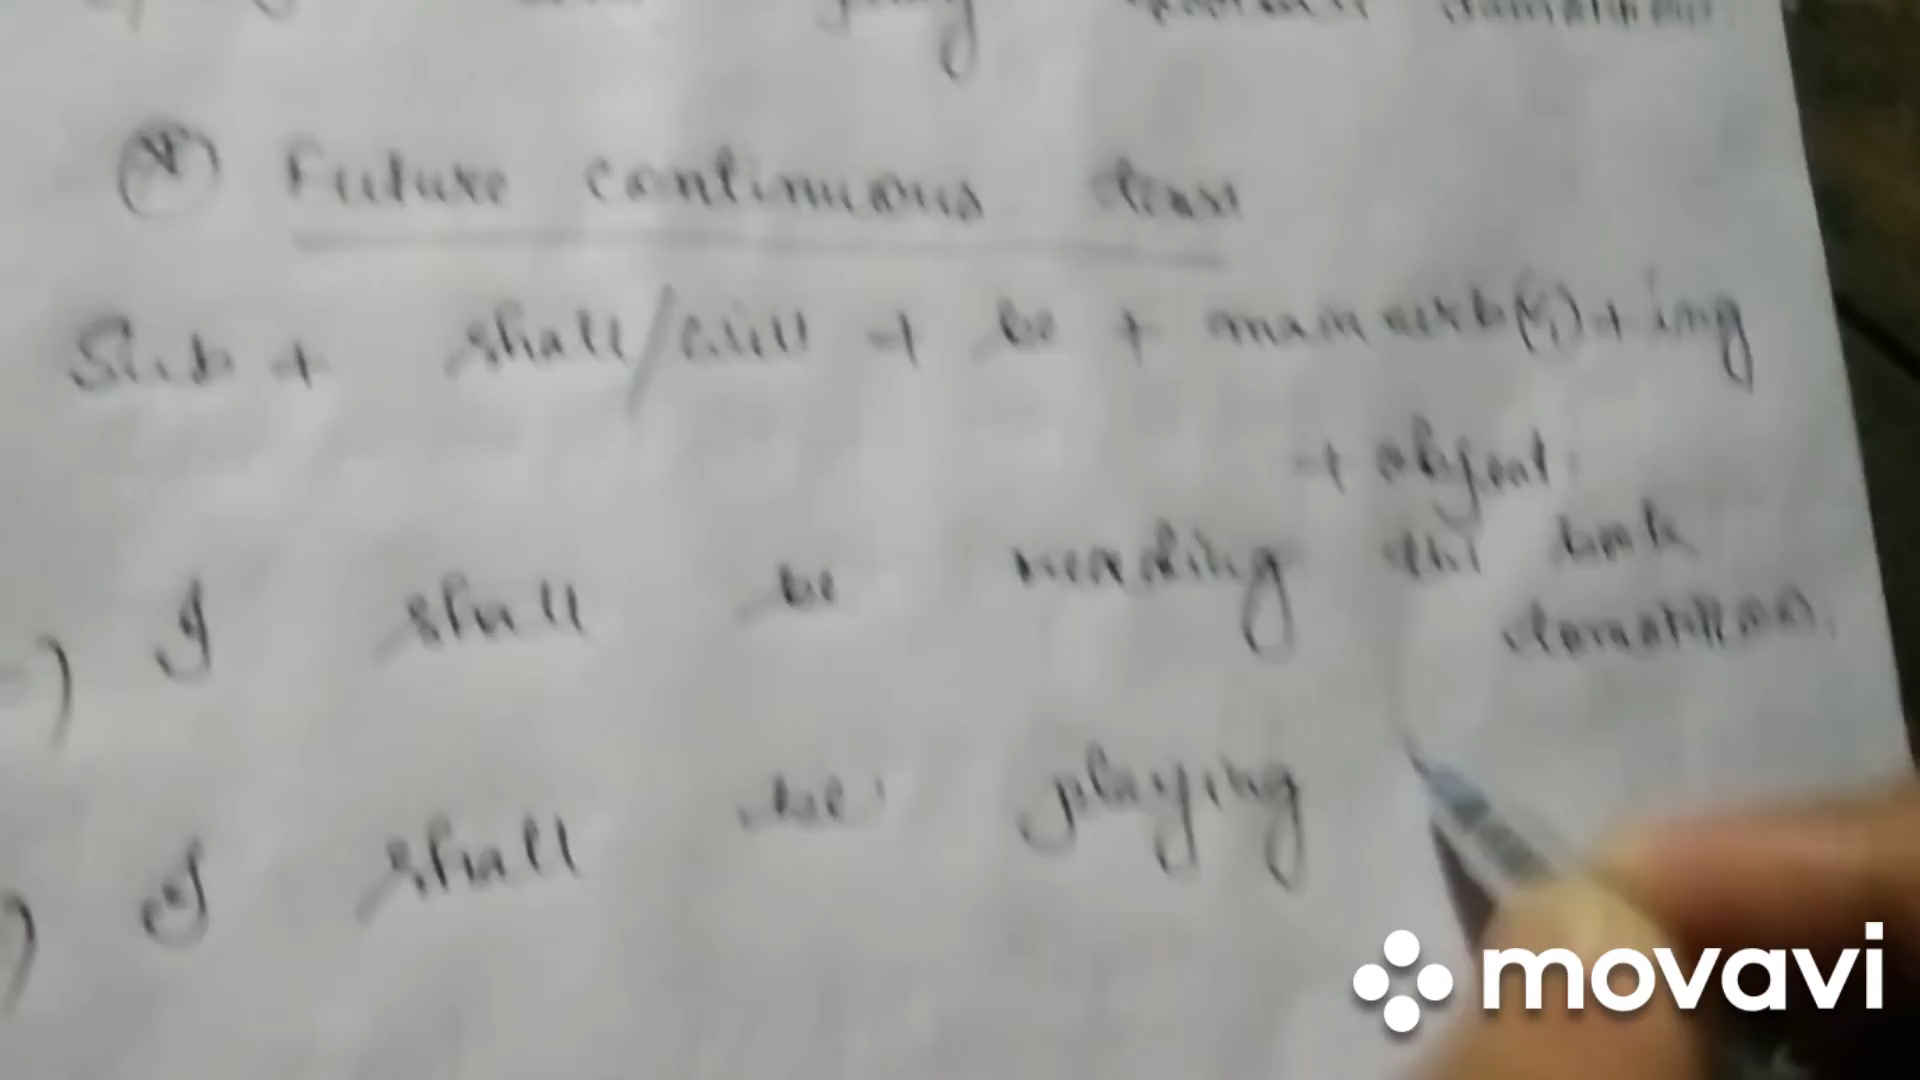 Future continuous tense
Sub + shall/will + be + main verb(v1) + ing
+ object.
I shall be reading the book
tomorrow.
I shall be playing
movavi